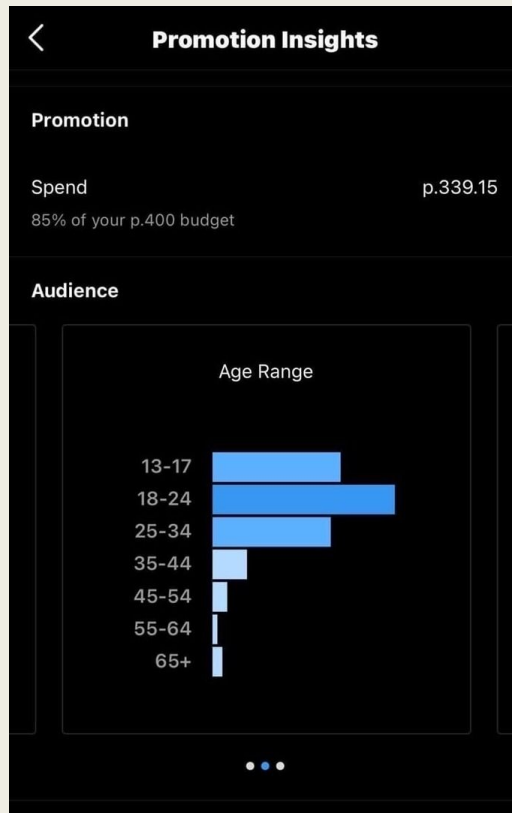 Promotion Insights
Promotion
Spend p.339.15
85% of your p.400 budget
Audience
Age Range
13-17
18-24
25-34
35-44
45-54
55-64
65+